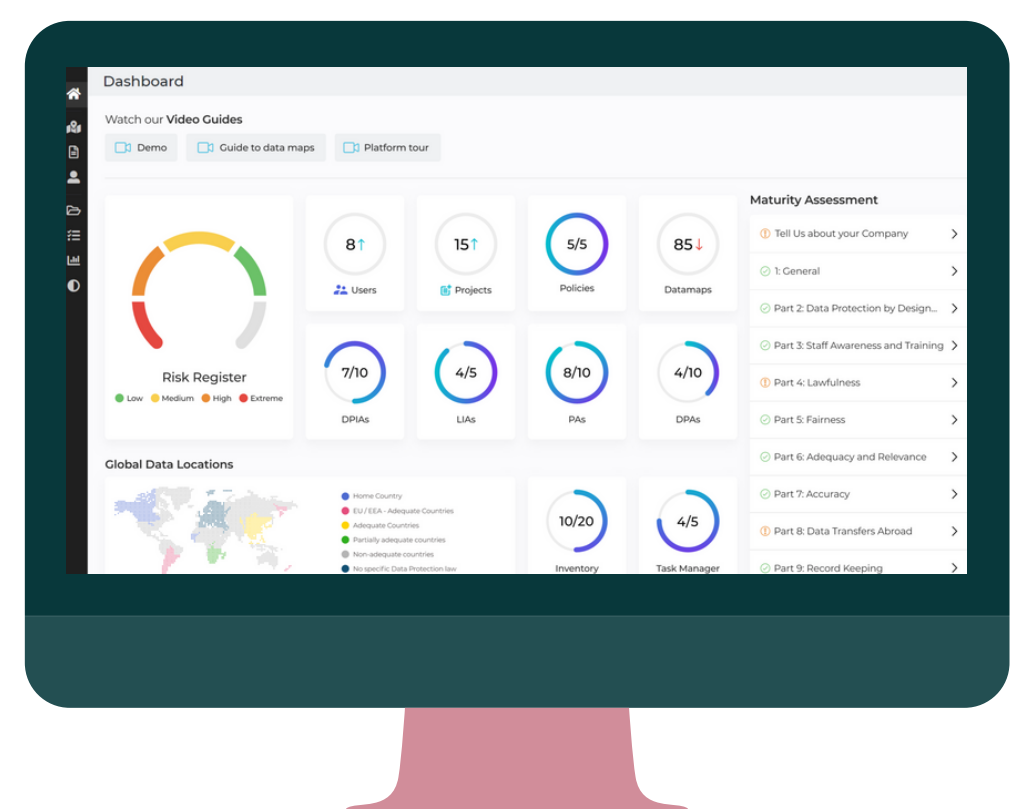 Dashboard
Watch our Video Guides
Demo
Guide to data maps
Platform tour
8↑
Users
15↑
Projects
5/5
Policies
85↓
Datamaps
Risk Register
Low
Medium
High
Extreme
7/10
DPIAs
4/5
LIAs
8/10
PAs
4/10
DPAs
Global Data Locations
Home Country
EU / EEA - Adequate Countries
Adequate Countries
Partially adequate countries
Non-adequate countries
No specific Data Protection law
10/20
Inventory
4/5
Task Manager
Maturity Assessment
Tell Us about your Company
1: General
Part 2: Data Protection by Design...
Part 3: Staff Awareness and Training
Part 4: Lawfulness
Part 5: Fairness
Part 6: Adequacy and Relevance
Part 7: Accuracy
Part 8: Data Transfers Abroad
Part 9: Record Keeping